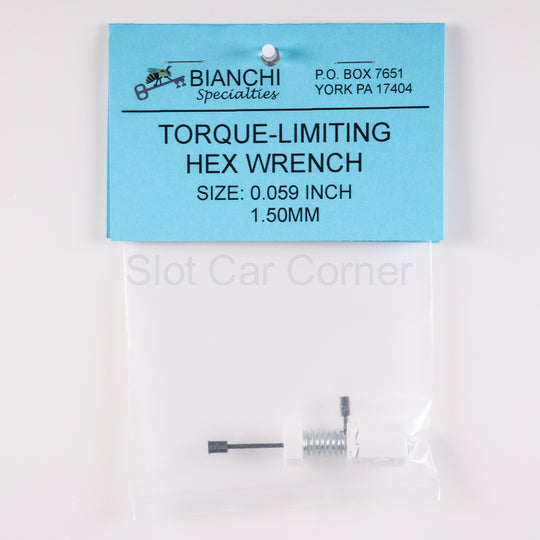 BIANCHI
Specialties
P.O. BOX 7651
YORK PA 17404
TORQUE-LIMITING
HEX WRENCH
SIZE: 0.059 INCH
1.50MM
Slot Car Corner